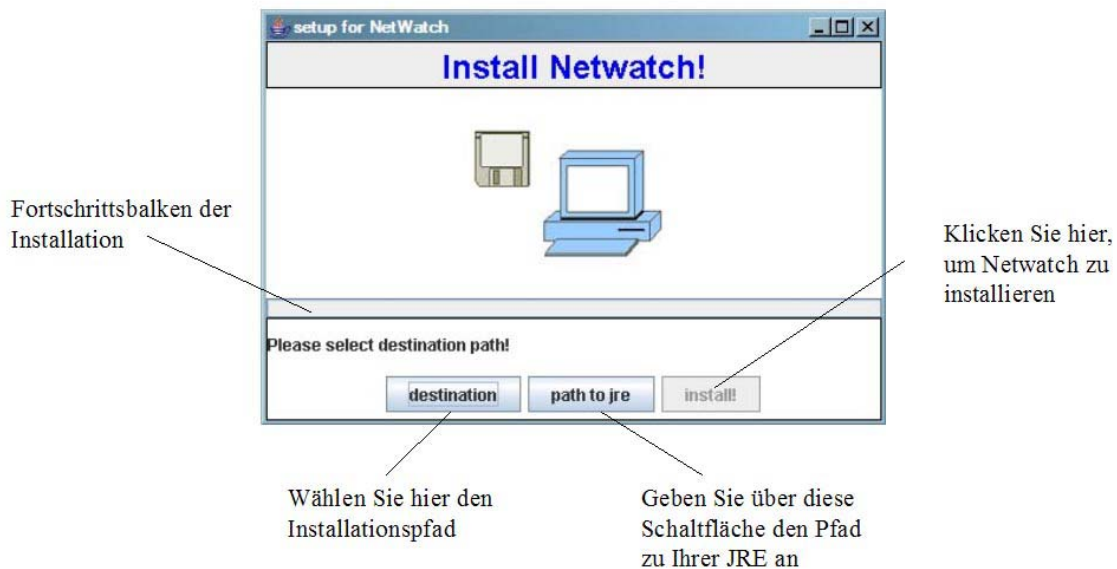 setup for NetWatch
Install Netwatch!
Fortschrittsbalken der
Installation
Klicken Sie hier,
um Netwatch zu
installieren
Please select destination path!
destination
path to jre
install!
Wählen Sie hier den
Installationspfad
Geben Sie über diese
Schaltfläche den Pfad
zu Ihrer JRE an